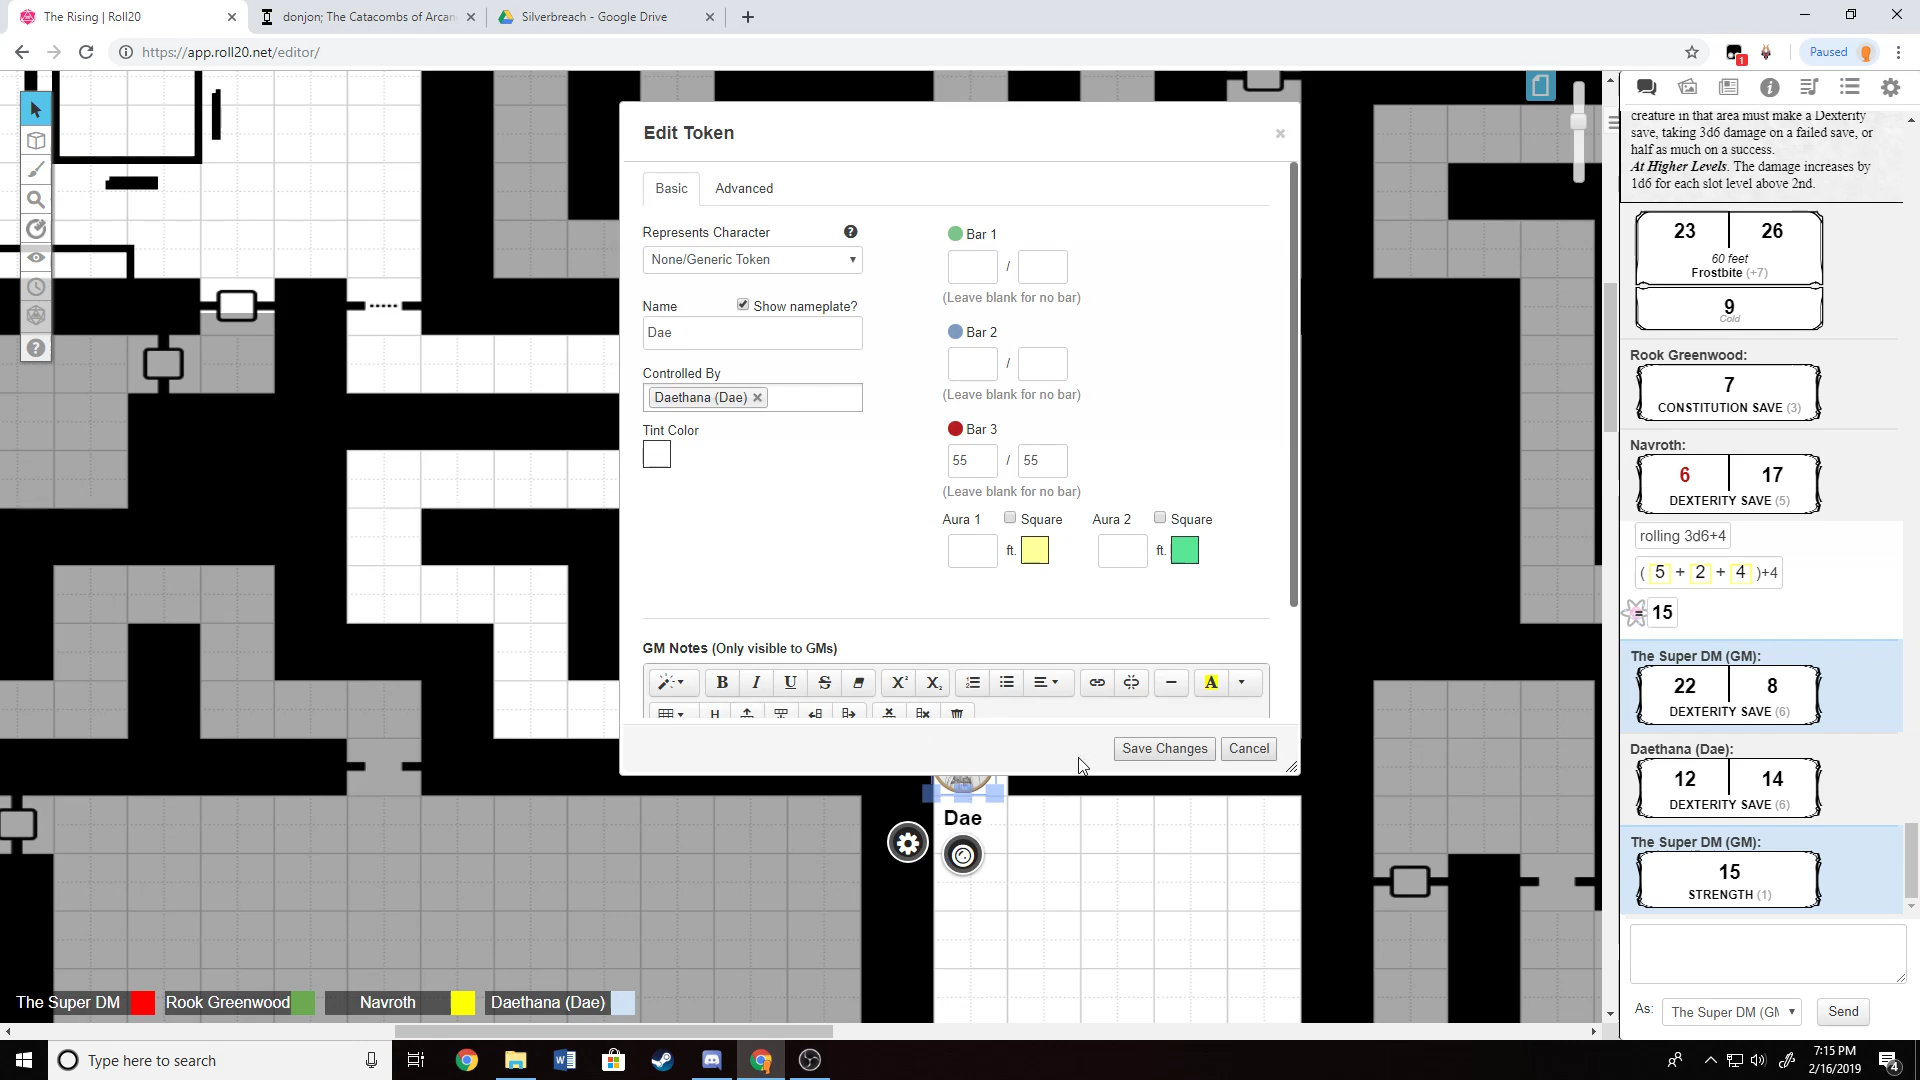 The Rising | Roll20
donjon; The Catacombs of Arcan
Silverbreach - Google Drive
https://app.roll20.net/editor/
Paused
1
Edit Token
Basic
Advanced
Represents Character
None/Generic Token
Name
Show nameplate?
Dae
Controlled By
Daethana (Dae)
Tint Color
Bar 1
/
(Leave blank for no bar)
Bar 2
/
(Leave blank for no bar)
Bar 3
55 / 55
(Leave blank for no bar)
Aura 1 Square Aura 2 Square
ft. ft.
GM Notes (Only visible to GMs)
B I U S X² X₂ A
H
Save Changes
Cancel
Dae
The Super DM
Rook Greenwood
Navroth
Daethana (Dae)
creature in that area must make a Dexterity
save, taking 3d6 damage on a failed save, or
half as much on a success.
At Higher Levels. The damage increases by
1d6 for each slot level above 2nd.
23 26
60 feet
Frostbite (+7)
9
Cold
Rook Greenwood:
7
CONSTITUTION SAVE (3)
Navroth:
6 17
DEXTERITY SAVE (5)
rolling 3d6+4
( 5 + 2 + 4 )+4
= 15
The Super DM (GM):
22 8
DEXTERITY SAVE (6)
Daethana (Dae):
12 14
DEXTERITY SAVE (6)
The Super DM (GM):
15
STRENGTH (1)
As:
The Super DM (GM
Send
Type here to search
7:15 PM
2/16/2019
4